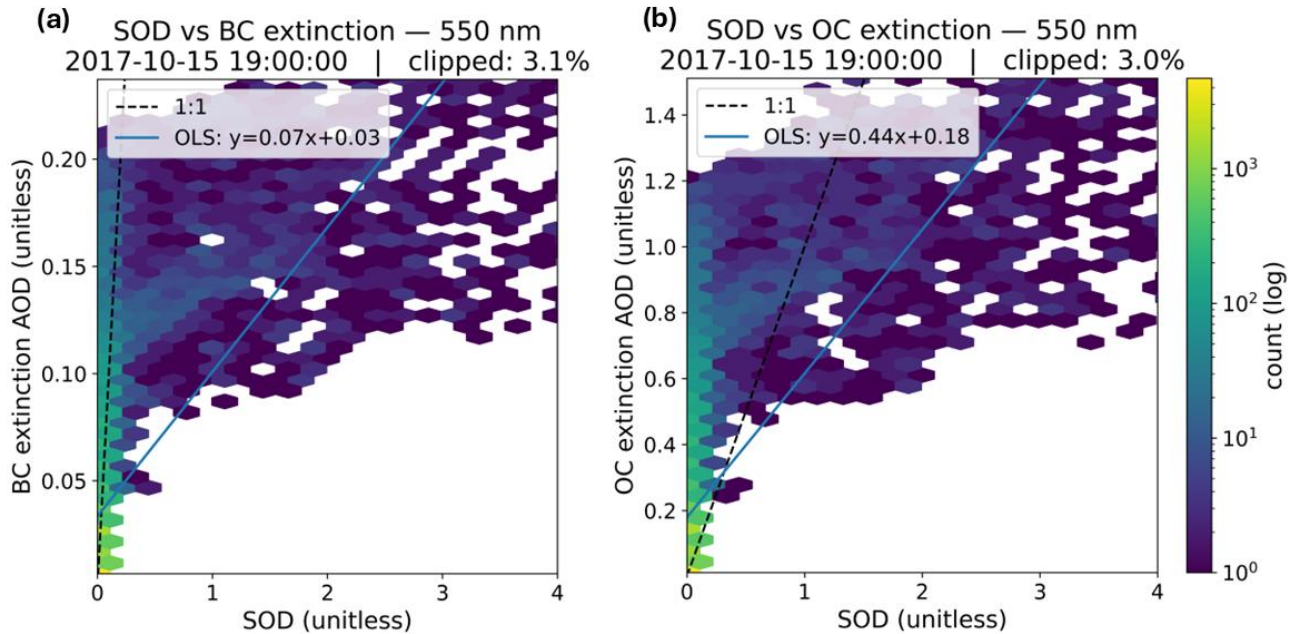 (a)
SOD vs BC extinction — 550 nm
2017-10-15 19:00:00 | clipped: 3.1%
1:1
OLS: y=0.07x+0.03
BC extinction AOD (unitless)
0.20
0.15
0.10
0.05
0 1 2 3 4
SOD (unitless)
(b)
SOD vs OC extinction — 550 nm
2017-10-15 19:00:00 | clipped: 3.0%
1:1
OLS: y=0.44x+0.18
OC extinction AOD (unitless)
1.4
1.2
1.0
0.8
0.6
0.4
0.2
0 1 2 3 4
SOD (unitless)
10³
10²
10¹
10⁰
count (log)